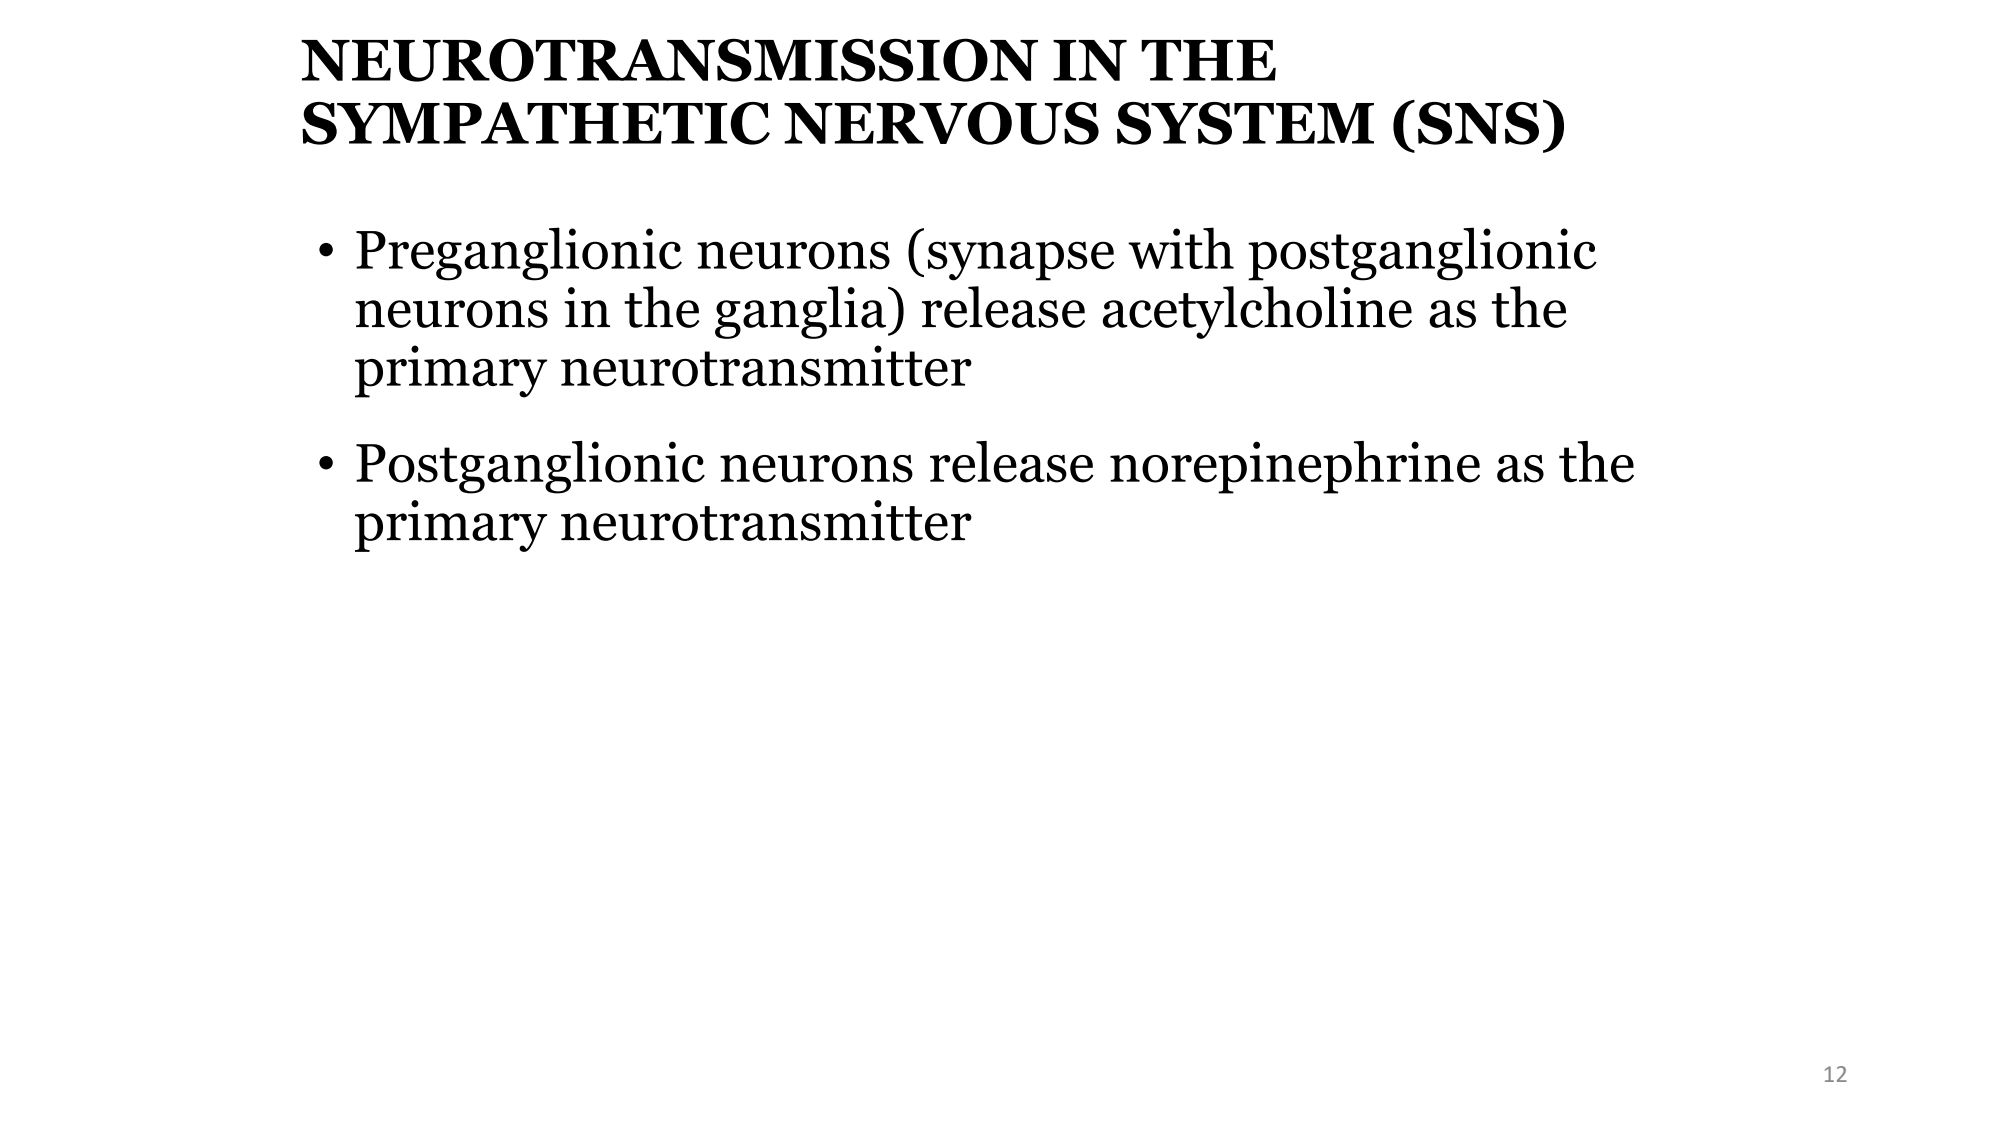 NEUROTRANSMISSION IN THE
SYMPATHETIC NERVOUS SYSTEM (SNS)
• Preganglionic neurons (synapse with postganglionic
neurons in the ganglia) release acetylcholine as the
primary neurotransmitter
• Postganglionic neurons release norepinephrine as the
primary neurotransmitter
12